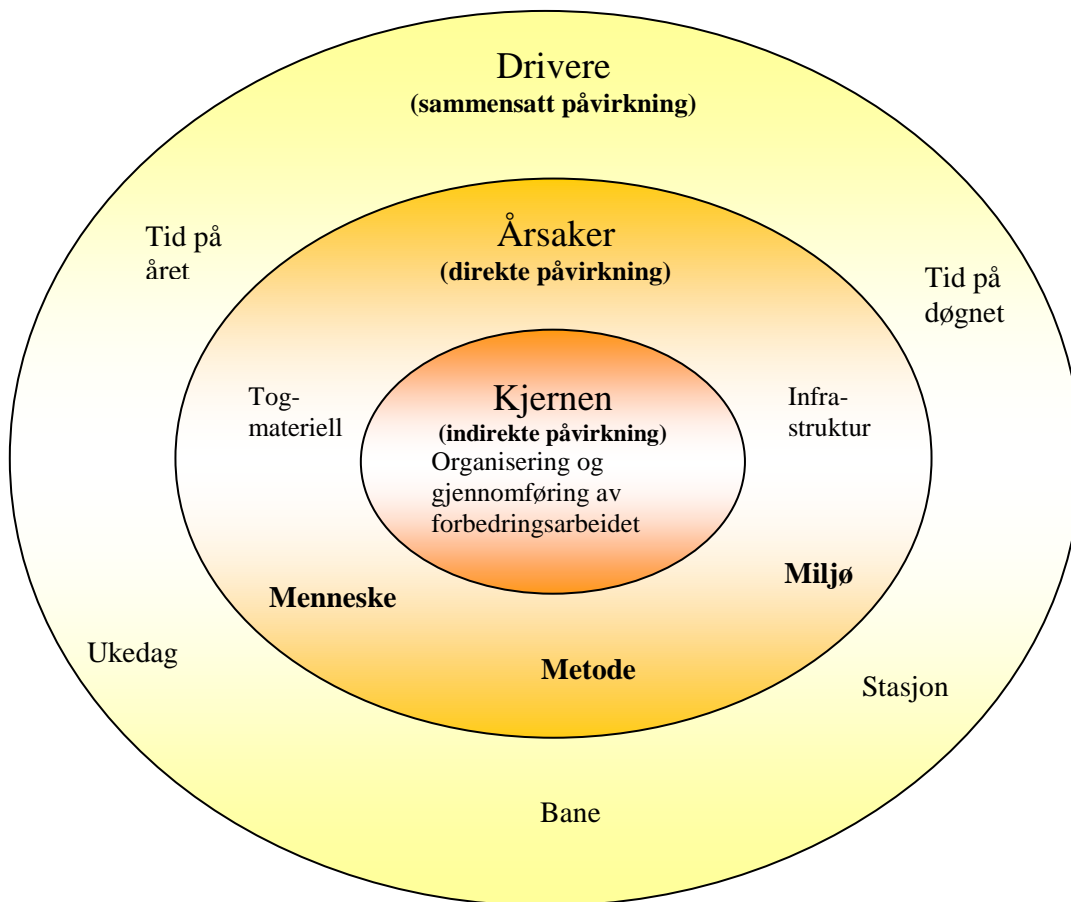 Drivere
(sammensatt påvirkning)
Årsaker
(direkte påvirkning)
Tid på
året
Tid på
døgnet
Tog-
materiell
Kjernen
(indirekte påvirkning)
Organisering og
gjennomføring av
forbedringsarbeidet
Infra-
struktur
Menneske
Miljø
Metode
Ukedag
Stasjon
Bane